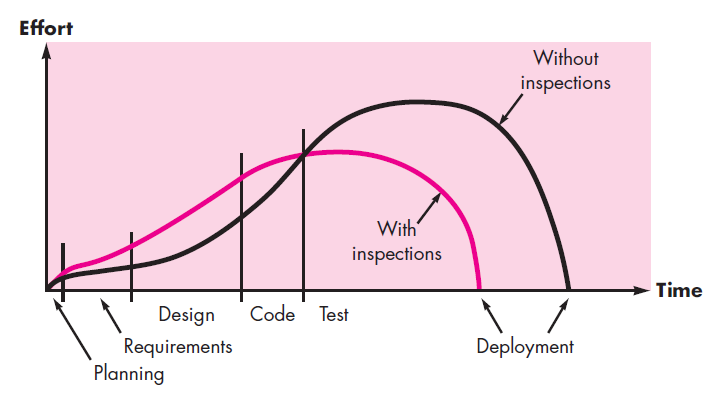 Effort
Without
inspections
With
inspections
Time
Design
Code
Test
Requirements
Deployment
Planning